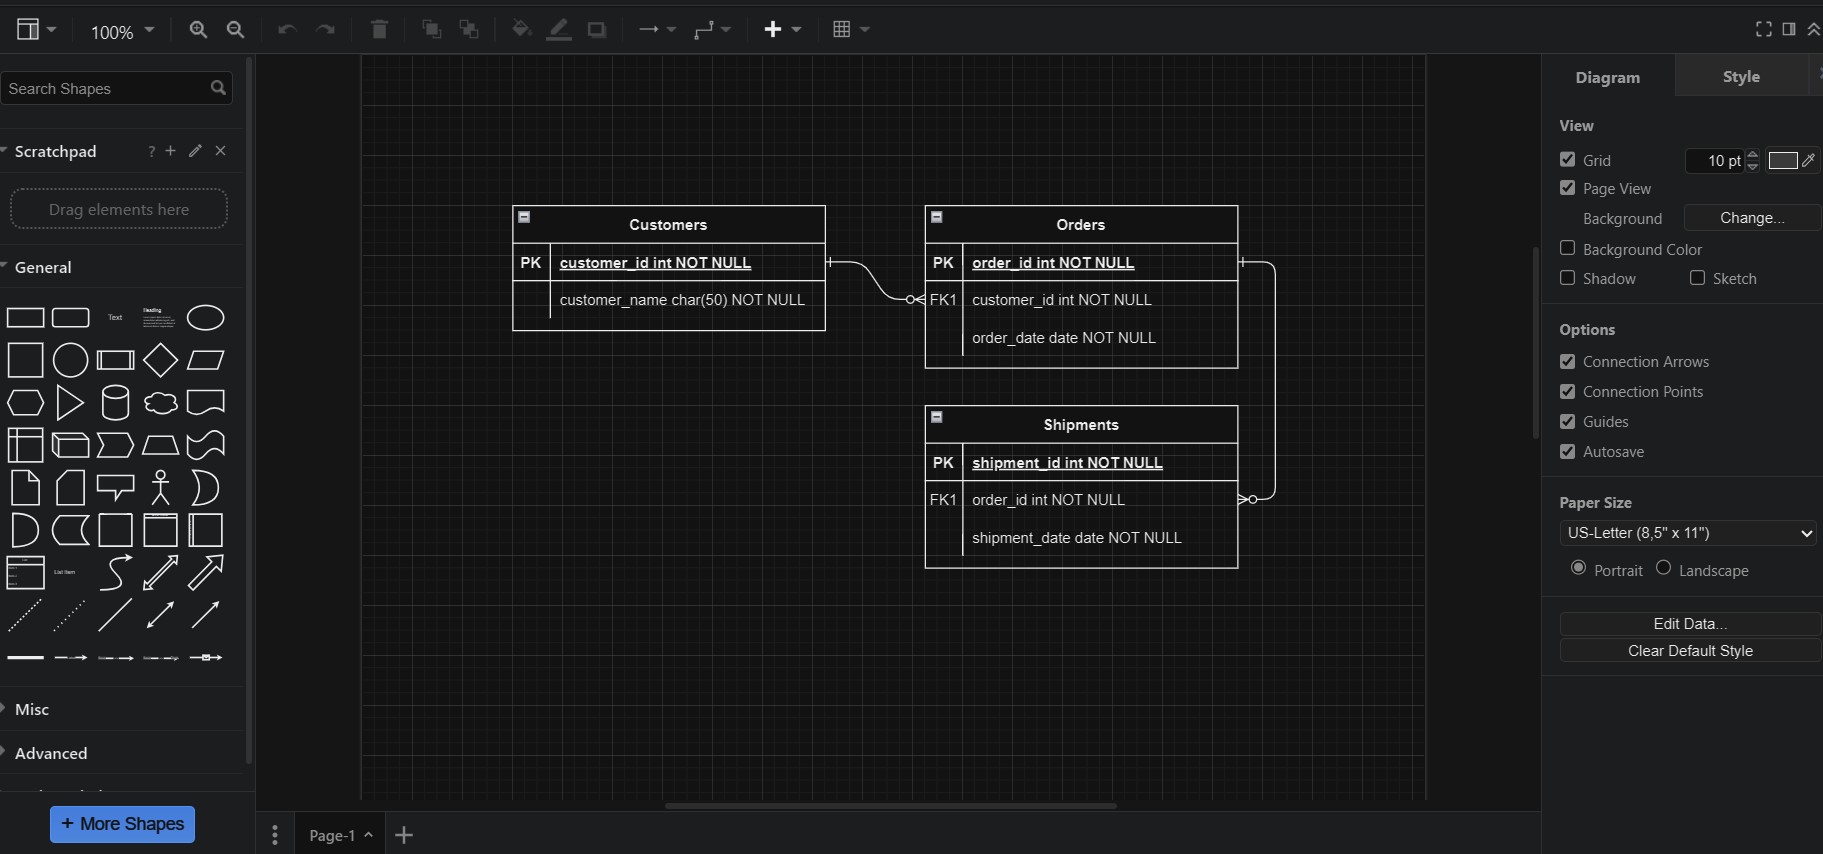 100%
Search Shapes
Scratchpad
?
Drag elements here
General
Text
Heading
List Item
Misc
Advanced
+ More Shapes
Customers
PK customer_id int NOT NULL
customer_name char(50) NOT NULL
Orders
PK order_id int NOT NULL
FK1 customer_id int NOT NULL
order_date date NOT NULL
Shipments
PK shipment_id int NOT NULL
FK1 order_id int NOT NULL
shipment_date date NOT NULL
Page-1
Diagram Style
View
Grid 10 pt
Page View
Background Change...
Background Color
Shadow Sketch
Options
Connection Arrows
Connection Points
Guides
Autosave
Paper Size
US-Letter (8,5" x 11")
Portrait Landscape
Edit Data...
Clear Default Style